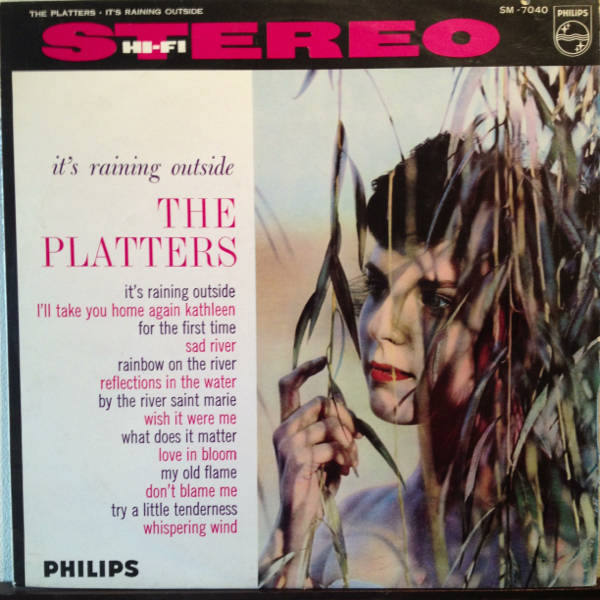 THE PLATTERS · IT'S RAINING OUTSIDE
SM - 7040
PHILIPS
STEREO
HI-FI
it's raining outside
THE
PLATTERS
it's raining outside
I'll take you home again kathleen
for the first time
sad river
rainbow on the river
reflections in the water
by the river saint marie
wish it were me
what does it matter
love in bloom
my old flame
don't blame me
try a little tenderness
whispering wind
PHILIPS